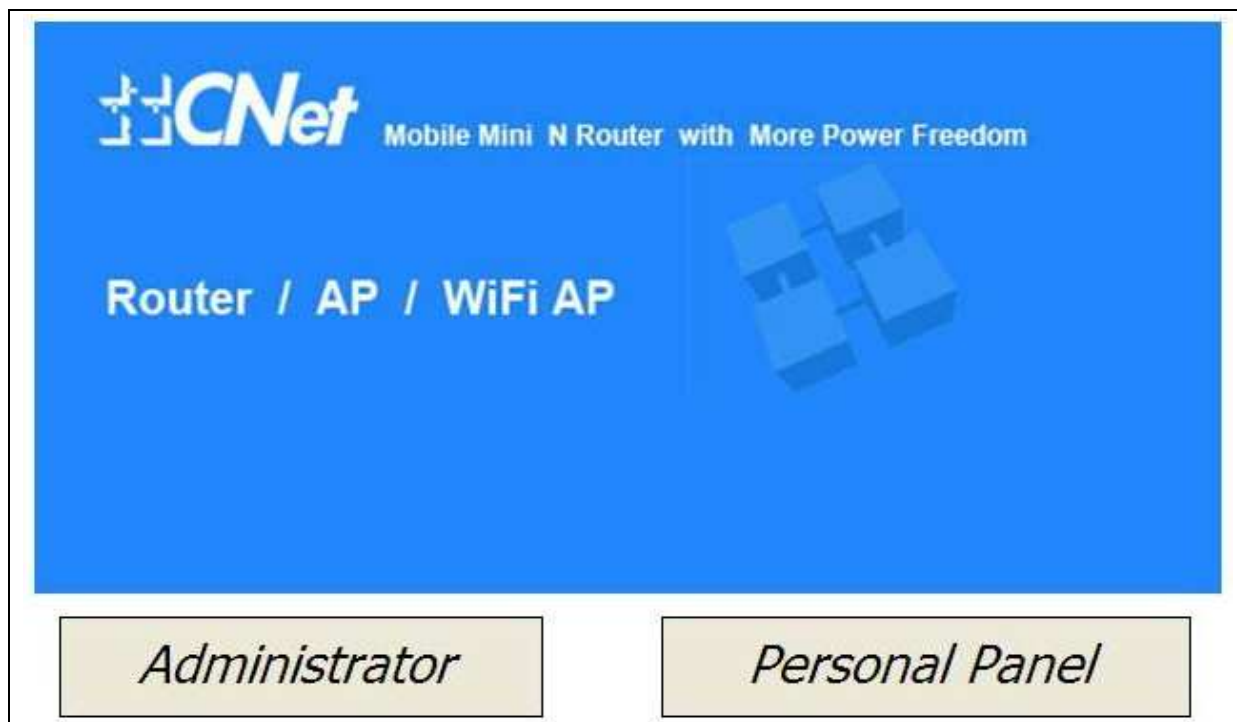 CNet Mobile Mini N Router with More Power Freedom
Router / AP / WiFi AP
Administrator
Personal Panel